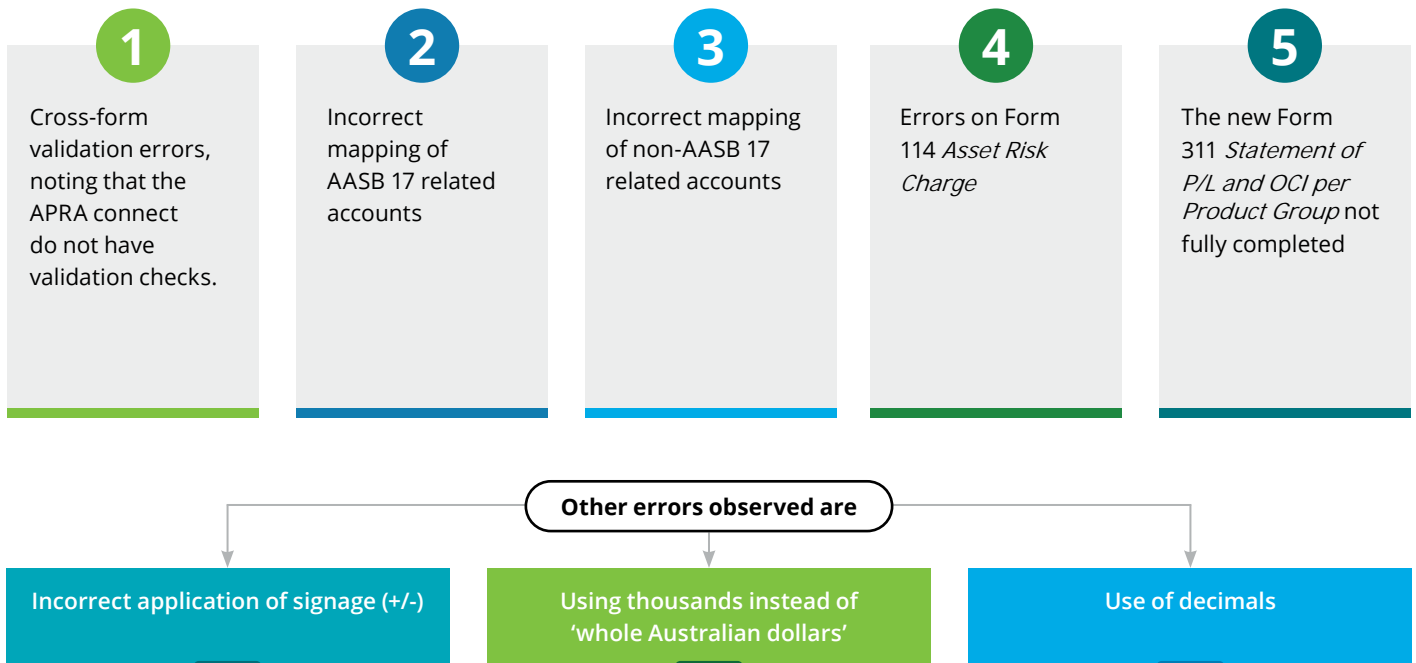 1
Cross-form
validation errors,
noting that the
APRA connect
do not have
validation checks.
2
Incorrect
mapping of
AASB 17 related
accounts
3
Incorrect mapping
of non-AASB 17
related accounts
4
Errors on Form
114 Asset Risk
Charge
5
The new Form
311 Statement of
P/L and OCI per
Product Group not
fully completed
Other errors observed are
Incorrect application of signage (+/-)
Using thousands instead of
‘whole Australian dollars’
Use of decimals